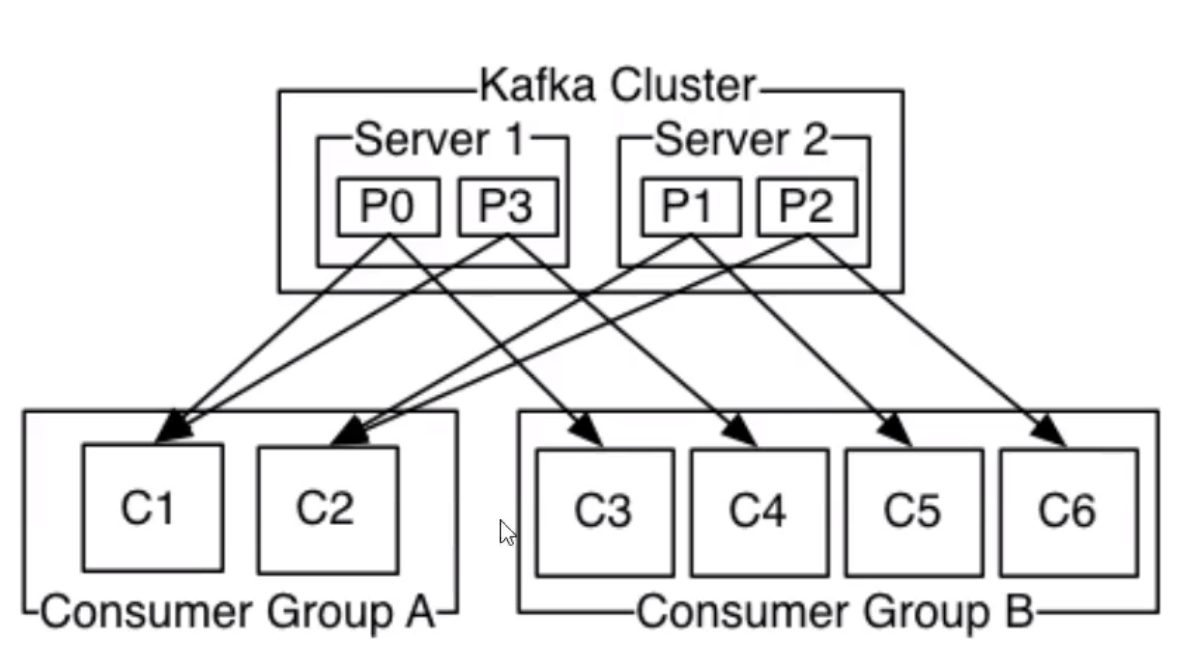 Kafka Cluster
Server 1 Server 2
P0 P3 P1 P2
C1 C2 C3 C4 C5 C6
Consumer Group A Consumer Group B